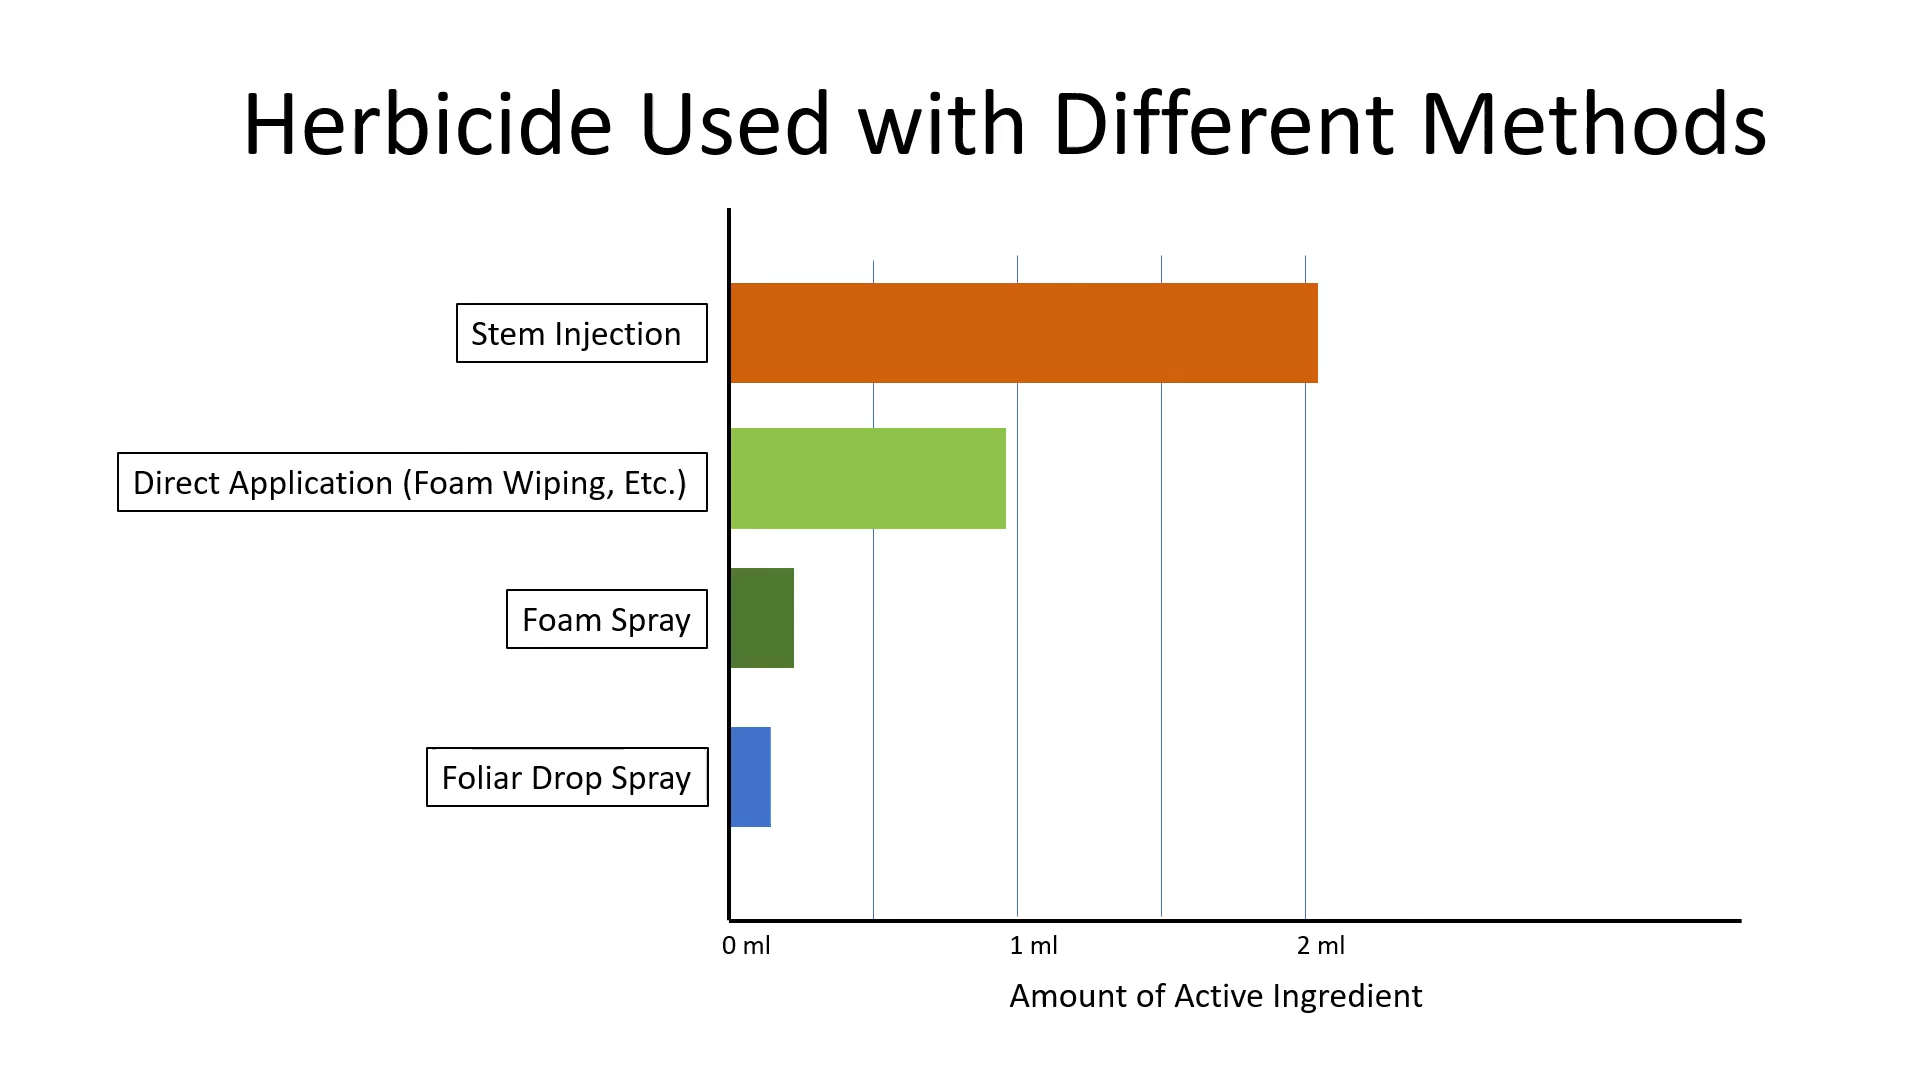 Herbicide Used with Different Methods
Stem Injection
Direct Application (Foam Wiping, Etc.)
Foam Spray
Foliar Drop Spray
0 ml
1 ml
2 ml
Amount of Active Ingredient